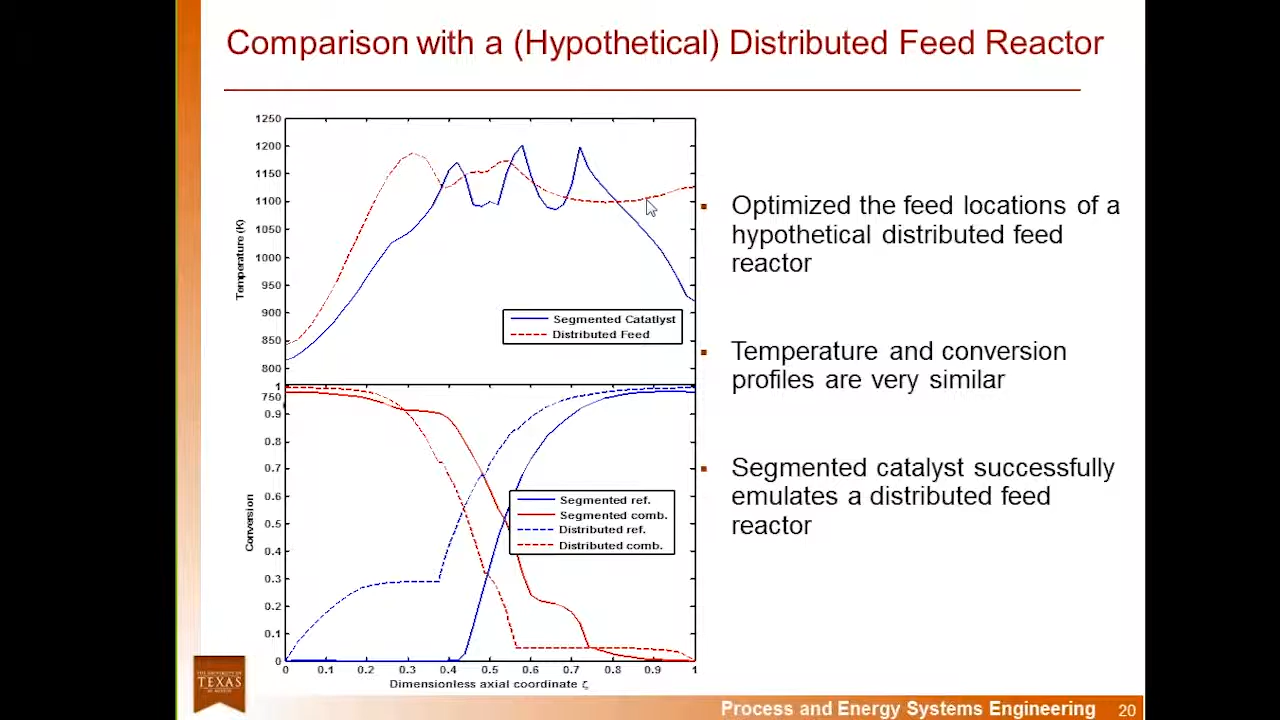 Comparison with a (Hypothetical) Distributed Feed Reactor
1250
1200
1150
1100
1050
1000
950
900
850
800
750
Temperature (K)
Segmented Catatlyst
Distributed Feed
1
0.9
0.8
0.7
0.6
0.5
0.4
0.3
0.2
0.1
0
Conversion
Segmented ref.
Segmented comb.
Distributed ref.
Distributed comb.
0 0.1 0.2 0.3 0.4 0.5 0.6 0.7 0.8 0.9 1
Dimensionless axial coordinate ζ
Optimized the feed locations of a
hypothetical distributed feed
reactor
Temperature and conversion
profiles are very similar
Segmented catalyst successfully
emulates a distributed feed
reactor
TEXAS
Process and Energy Systems Engineering 20